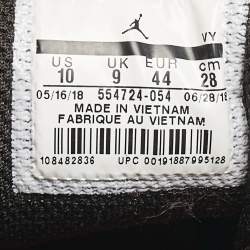 VY
US UK EUR cm
10 9 44 28
05/16/18 554724-054 06/28/18
MADE IN VIETNAM
FABRIQUE AU VIETNAM
108482836 UPC 00191887995128